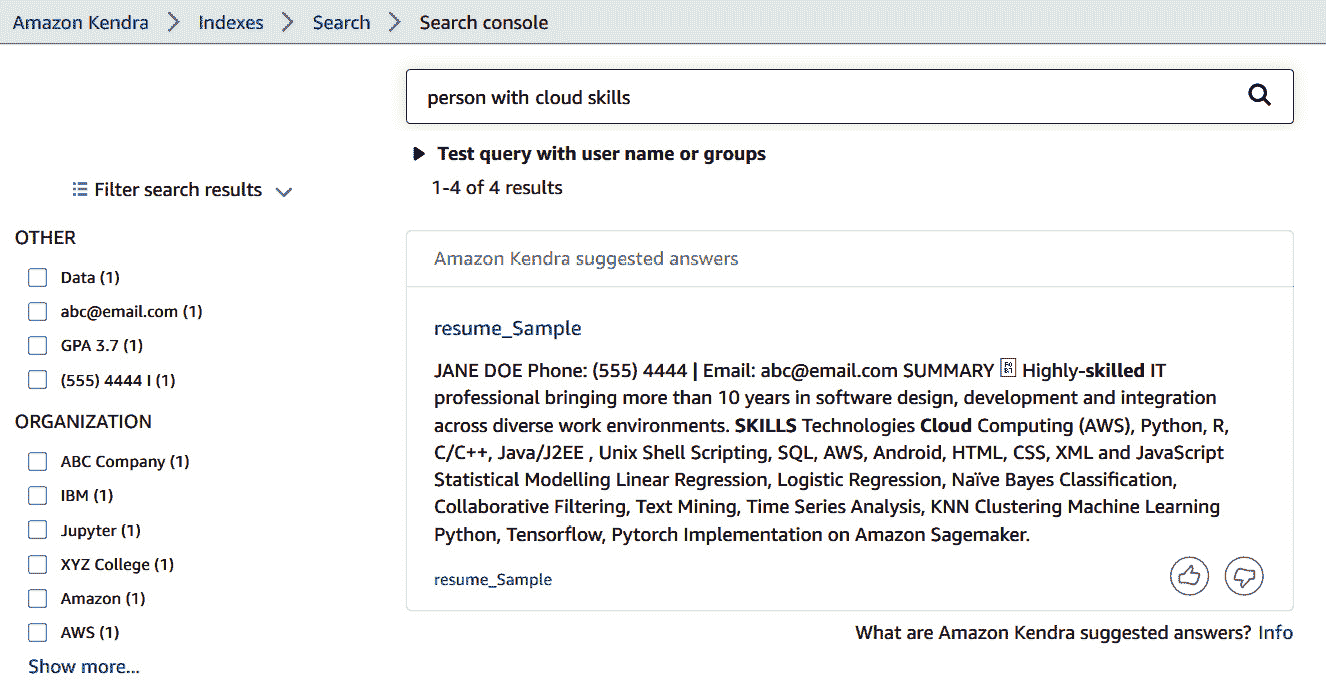 Amazon Kendra > Indexes > Search > Search console
person with cloud skills
Test query with user name or groups
1-4 of 4 results
Filter search results
OTHER
Data (1)
abc@email.com (1)
GPA 3.7 (1)
(555) 4444 I (1)
ORGANIZATION
ABC Company (1)
IBM (1)
Jupyter (1)
XYZ College (1)
Amazon (1)
AWS (1)
Show more...
Amazon Kendra suggested answers
resume_Sample
JANE DOE Phone: (555) 4444 | Email: abc@email.com SUMMARY Highly-skilled IT
professional bringing more than 10 years in software design, development and integration
across diverse work environments. SKILLS Technologies Cloud Computing (AWS), Python, R,
C/C++, Java/J2EE , Unix Shell Scripting, SQL, AWS, Android, HTML, CSS, XML and JavaScript
Statistical Modelling Linear Regression, Logistic Regression, Naïve Bayes Classification,
Collaborative Filtering, Text Mining, Time Series Analysis, KNN Clustering Machine Learning
Python, Tensorflow, Pytorch Implementation on Amazon Sagemaker.
resume_Sample
What are Amazon Kendra suggested answers? Info